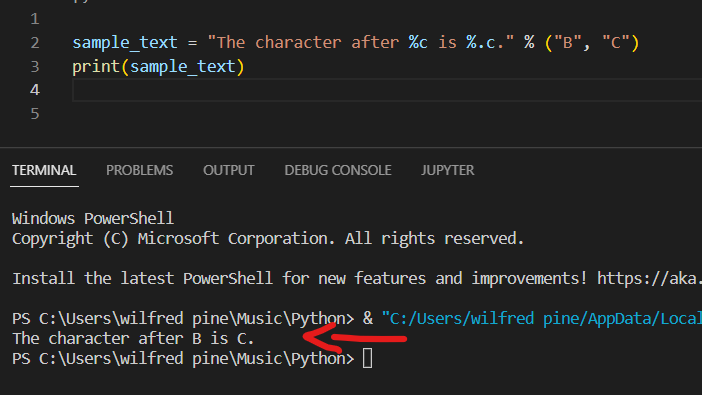 1
2 sample_text = "The character after %c is %.c." % ("B", "C")
3 print(sample_text)
4
5
TERMINAL PROBLEMS OUTPUT DEBUG CONSOLE JUPYTER
Windows PowerShell
Copyright (C) Microsoft Corporation. All rights reserved.
Install the latest PowerShell for new features and improvements! https://aka.
PS C:\Users\wilfred pine\Music\Python> & "C:/Users/wilfred pine/AppData/Local
The character after B is C.
PS C:\Users\wilfred pine\Music\Python>